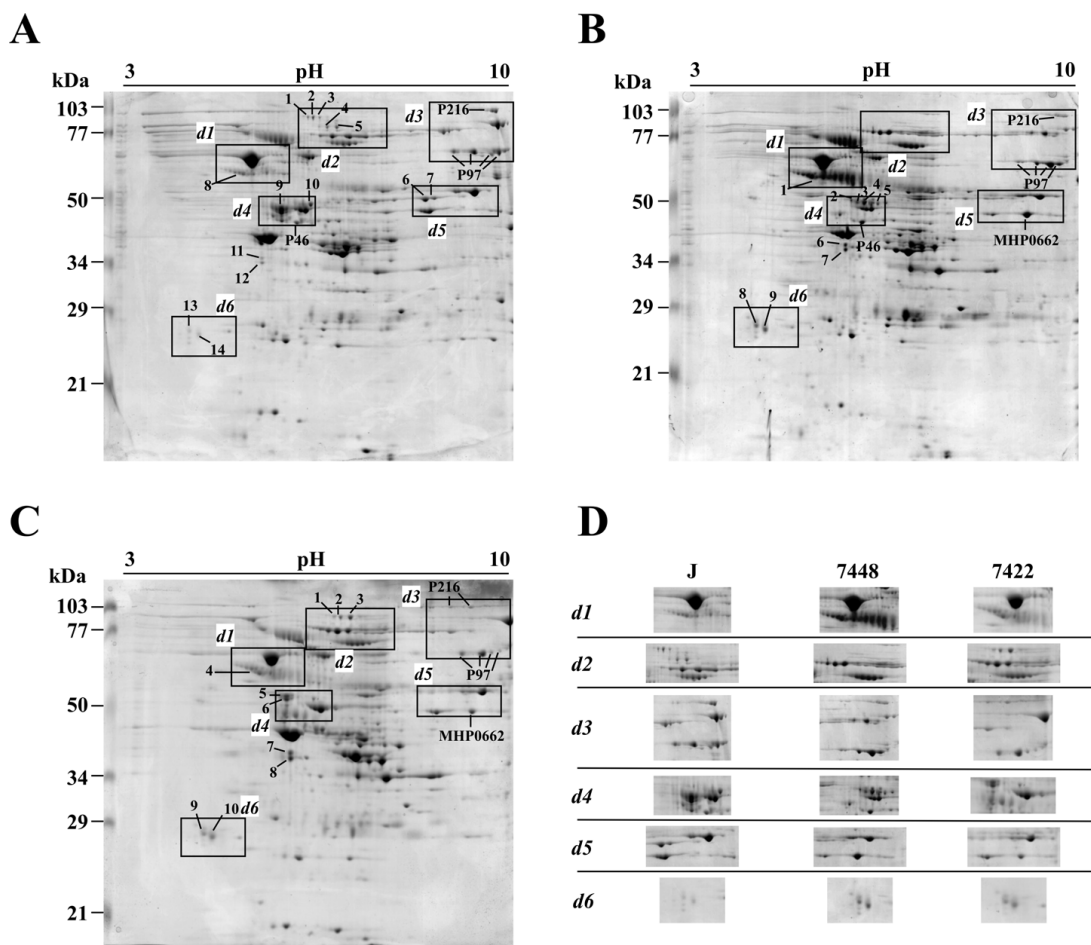 A
kDa
3
pH
10
103
77
50
34
29
21
1
2
3
4
5
d1
d2
d3
P216
P97
8
9
10
6
7
d4
d5
P46
11
12
13
d6
14
B
kDa
3
pH
10
103
77
50
34
29
21
d1
d2
d3
P216
P97
1
2
3
4
5
d4
P46
d5
MHP0662
6
7
8
9
d6
C
kDa
3
pH
10
103
77
50
34
29
21
1
2
3
d1
d2
d3
P216
P97
4
5
6
d4
d5
MHP0662
7
8
9
10
d6
D
J
7448
7422
d1
d2
d3
d4
d5
d6